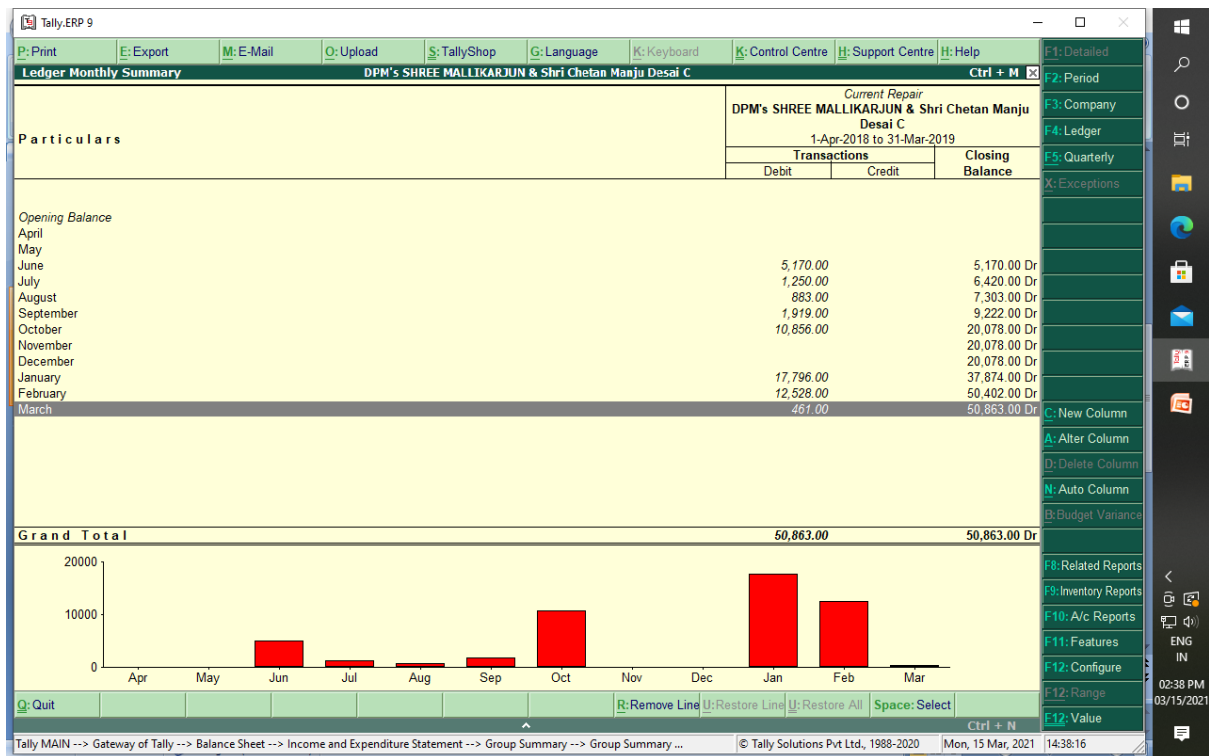 Tally.ERP 9
P: Print E: Export M: E-Mail O: Upload S: TallyShop G: Language K: Keyboard K: Control Centre H: Support Centre H: Help
Ledger Monthly Summary DPM's SHREE MALLIKARJUN & Shri Chetan Manju Desai C Ctrl + M
Particulars
Current Repair
DPM's SHREE MALLIKARJUN & Shri Chetan Manju
Desai C
1-Apr-2018 to 31-Mar-2019
Transactions Closing
Debit Credit Balance
Opening Balance
April
May
June 5,170.00 5,170.00 Dr
July 1,250.00 6,420.00 Dr
August 883.00 7,303.00 Dr
September 1,919.00 9,222.00 Dr
October 10,856.00 20,078.00 Dr
November 20,078.00 Dr
December 20,078.00 Dr
January 17,796.00 37,874.00 Dr
February 12,528.00 50,402.00 Dr
March 461.00 50,863.00 Dr
Grand Total 50,863.00 50,863.00 Dr
20000
10000
0
Apr May Jun Jul Aug Sep Oct Nov Dec Jan Feb Mar
Q: Quit R: Remove Line U: Restore Line U: Restore All Space: Select
Ctrl + N
Tally MAIN --> Gateway of Tally --> Balance Sheet --> Income and Expenditure Statement --> Group Summary --> Group Summary ... © Tally Solutions Pvt Ltd., 1988-2020 Mon, 15 Mar, 2021 14:38:16
F1: Detailed
F2: Period
F3: Company
F4: Ledger
F5: Quarterly
X: Exceptions
C: New Column
A: Alter Column
D: Delete Column
N: Auto Column
B: Budget Variance
F8: Related Reports
F9: Inventory Reports
F10: A/c Reports
F11: Features
F12: Configure
F12: Range
F12: Value
ENG
IN
02:38 PM
03/15/2021